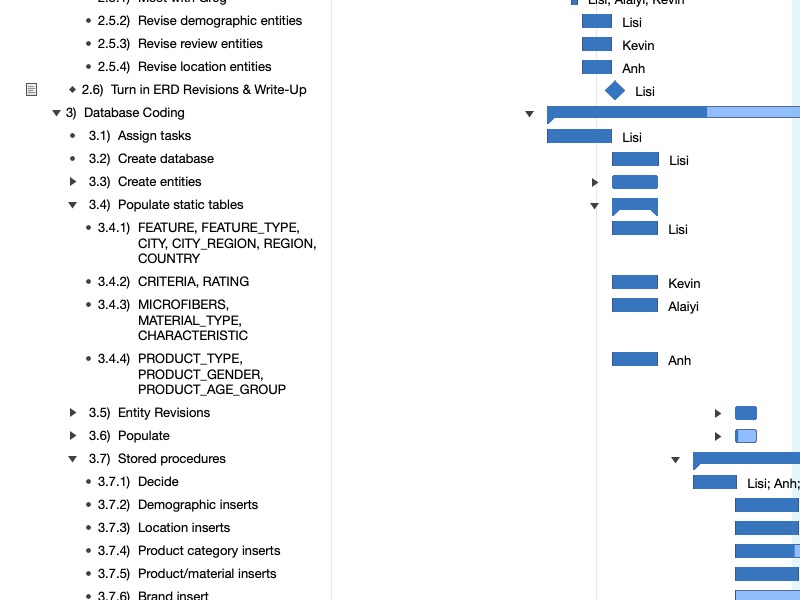 Lisi, Alaiyi, Kevin
2.5.2) Revise demographic entities Lisi
2.5.3) Revise review entities Kevin
2.5.4) Revise location entities Anh
2.6) Turn in ERD Revisions & Write-Up Lisi
3) Database Coding
3.1) Assign tasks Lisi
3.2) Create database Lisi
3.3) Create entities
3.4) Populate static tables
3.4.1) FEATURE, FEATURE_TYPE, Lisi
CITY, CITY_REGION, REGION,
COUNTRY
3.4.2) CRITERIA, RATING Kevin
3.4.3) MICROFIBERS, Alaiyi
MATERIAL_TYPE,
CHARACTERISTIC
3.4.4) PRODUCT_TYPE, Anh
PRODUCT_GENDER,
PRODUCT_AGE_GROUP
3.5) Entity Revisions
3.6) Populate
3.7) Stored procedures
3.7.1) Decide Lisi; Anh;
3.7.2) Demographic inserts
3.7.3) Location inserts
3.7.4) Product category inserts
3.7.5) Product/material inserts
3.7.6) Brand insert